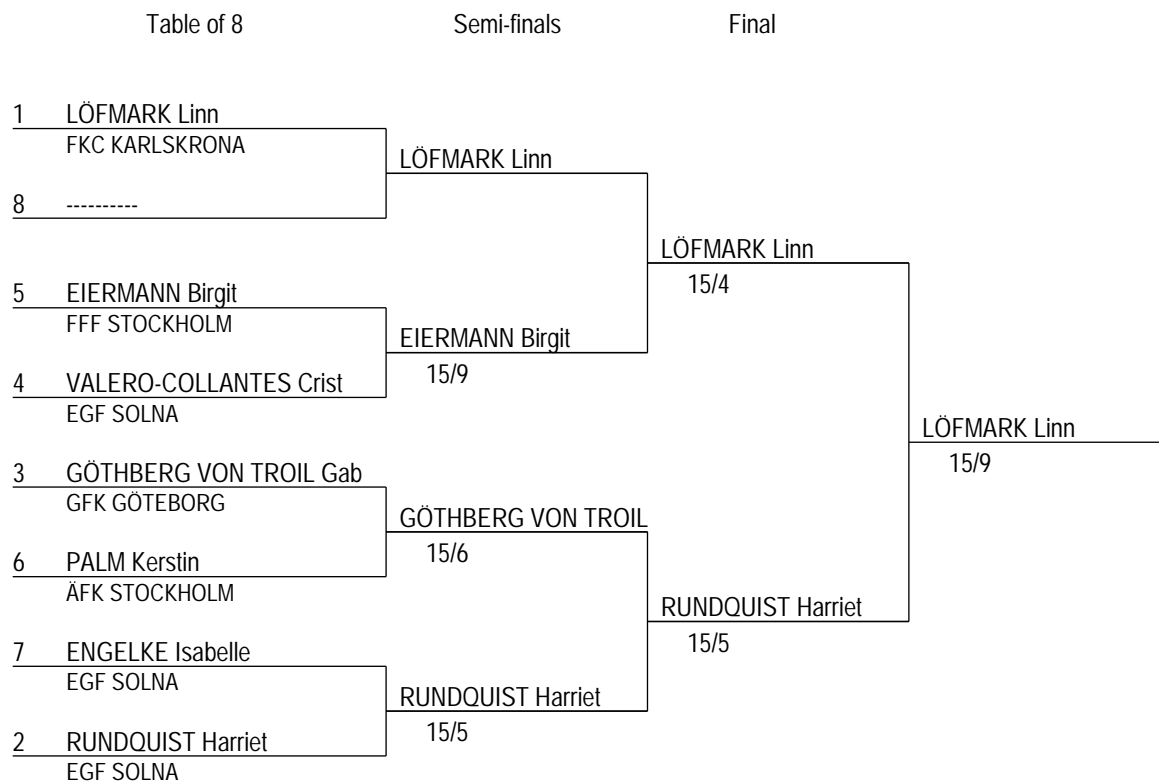 Table of 8 Semi-finals Final
1 LÖFMARK Linn
FKC KARLSKRONA
LÖFMARK Linn
8 ----------
LÖFMARK Linn
15/4
5 EIERMANN Birgit
FFF STOCKHOLM
EIERMANN Birgit
15/9
4 VALERO-COLLANTES Crist
EGF SOLNA
LÖFMARK Linn
15/9
3 GÖTHBERG VON TROIL Gab
GFK GÖTEBORG
GÖTHBERG VON TROIL
15/6
6 PALM Kerstin
ÄFK STOCKHOLM
RUNDQUIST Harriet
15/5
7 ENGELKE Isabelle
EGF SOLNA
RUNDQUIST Harriet
15/5
2 RUNDQUIST Harriet
EGF SOLNA